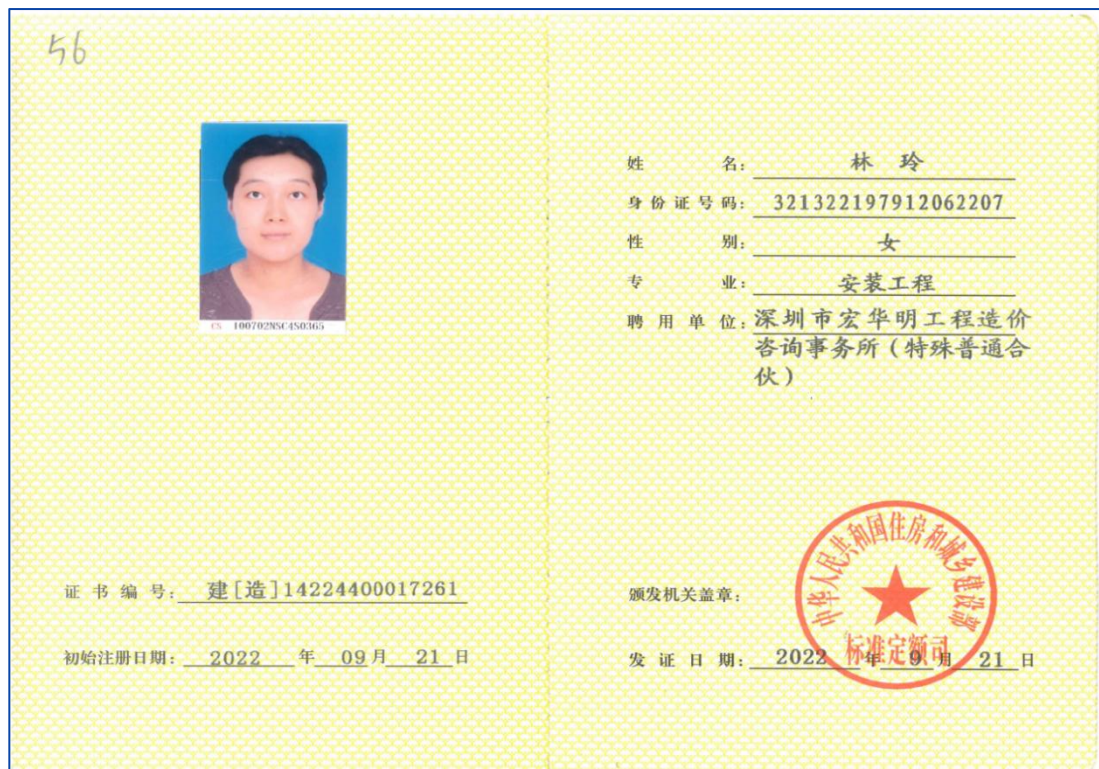 56
CS 100702NSC4S0365
证书编号: 建[造]14224400017261
初始注册日期: 2022 年 09 月 21 日
姓名: 林 玲
身份证号码: 321322197912062207
性别: 女
专业: 安装工程
聘用单位: 深圳市宏华明工程造价
咨询事务所(特殊普通合
伙)
中华人民共和国住房和城乡建设部
标准定额司
颁发机关盖章:
发证日期: 2022 年 9 月 21 日